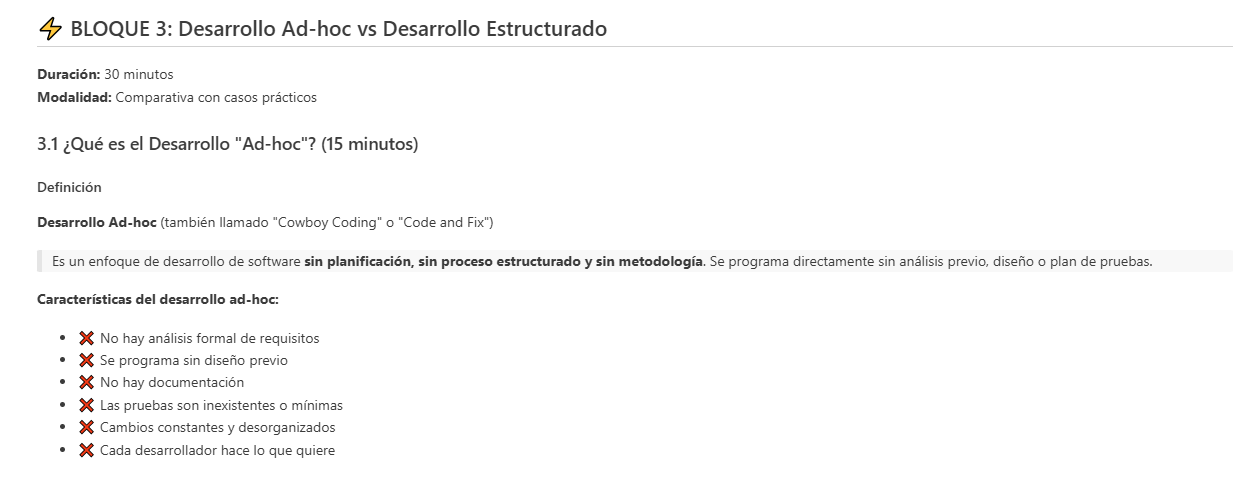 ⚡ BLOQUE 3: Desarrollo Ad-hoc vs Desarrollo Estructurado
Duración: 30 minutos
Modalidad: Comparativa con casos prácticos
3.1 ¿Qué es el Desarrollo "Ad-hoc"? (15 minutos)
Definición
Desarrollo Ad-hoc (también llamado "Cowboy Coding" o "Code and Fix")
Es un enfoque de desarrollo de software sin planificación, sin proceso estructurado y sin metodología. Se programa directamente sin análisis previo, diseño o plan de pruebas.
Características del desarrollo ad-hoc:
• ❌ No hay análisis formal de requisitos
• ❌ Se programa sin diseño previo
• ❌ No hay documentación
• ❌ Las pruebas son inexistentes o mínimas
• ❌ Cambios constantes y desorganizados
• ❌ Cada desarrollador hace lo que quiere